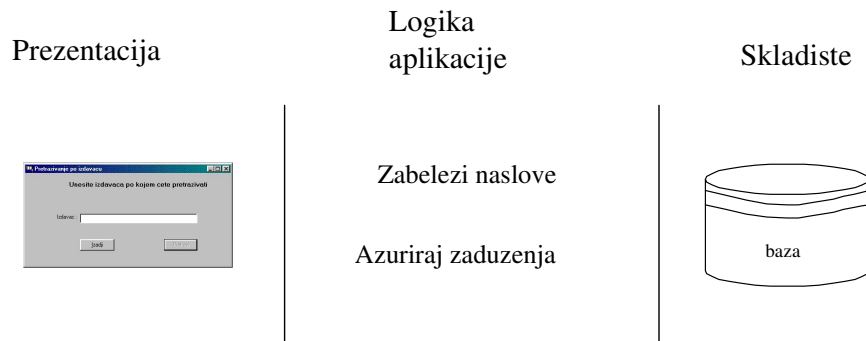 Prezentacija
Logika
aplikacije
Skladiste
Pretrazivanje po izdavacu
Unesite izdavaca po kojem cete pretrazivati
Izdavac:
Izadji
Zabelezi naslove
Azuriraj zaduzenja
baza